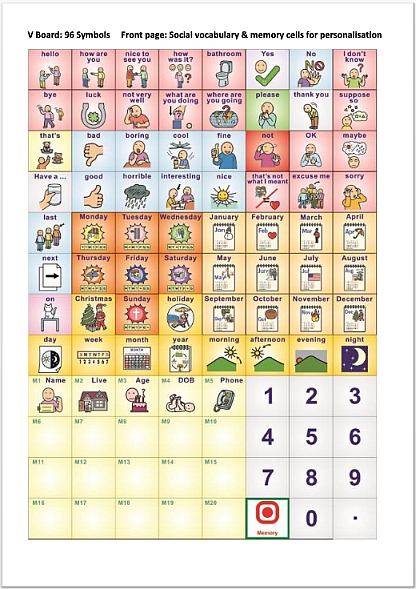 V Board: 96 Symbols Front page: Social vocabulary & memory cells for personalisation
hello how are you nice to see you how was it? bathroom Yes No I don't know
bye luck not very well what are you doing where are you going please thank you suppose so
that's bad boring cool fine not OK maybe
Have a ... good horrible interesting nice that's not what I meant excuse me sorry
last Monday Tuesday Wednesday January February March April
next Thursday Friday Saturday May June July August
on Christmas Sunday holiday September October November December
day week month year morning afternoon evening night
M1 Name M2 Live M3 Age M4 DOB M5 Phone 1 2 3
M6 M7 M8 M9 M10 4 5 6
M11 M12 M13 M14 M15 7 8 9
M16 M17 M18 M19 M20 Memory 0 .